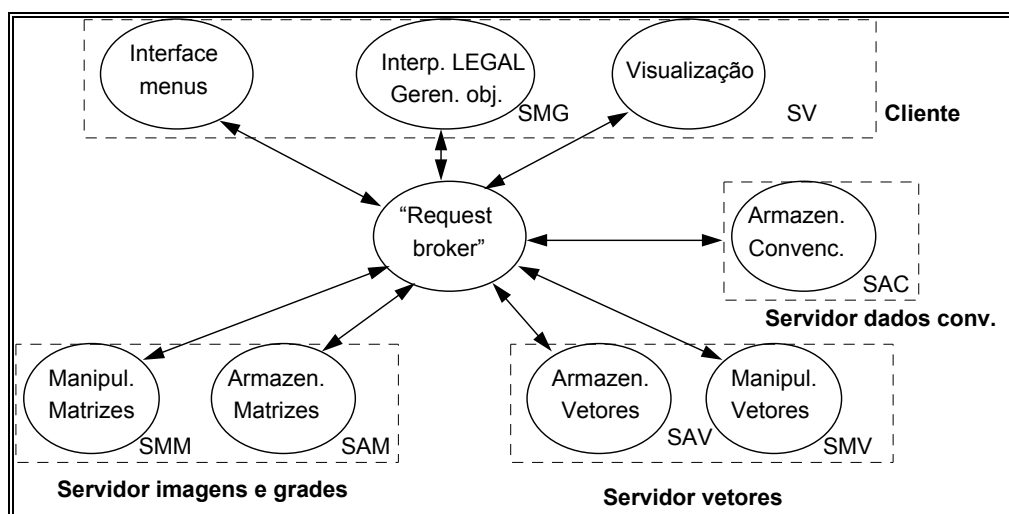 Interface
menus
Interp. LEGAL
Geren. obj.
SMG
Visualização
SV
Cliente
“Request
broker”
Armazen.
Convenc.
SAC
Servidor dados conv.
Manipul.
Matrizes
SMM
Armazen.
Matrizes
SAM
Servidor imagens e grades
Armazen.
Vetores
SAV
Manipul.
Vetores
SMV
Servidor vetores